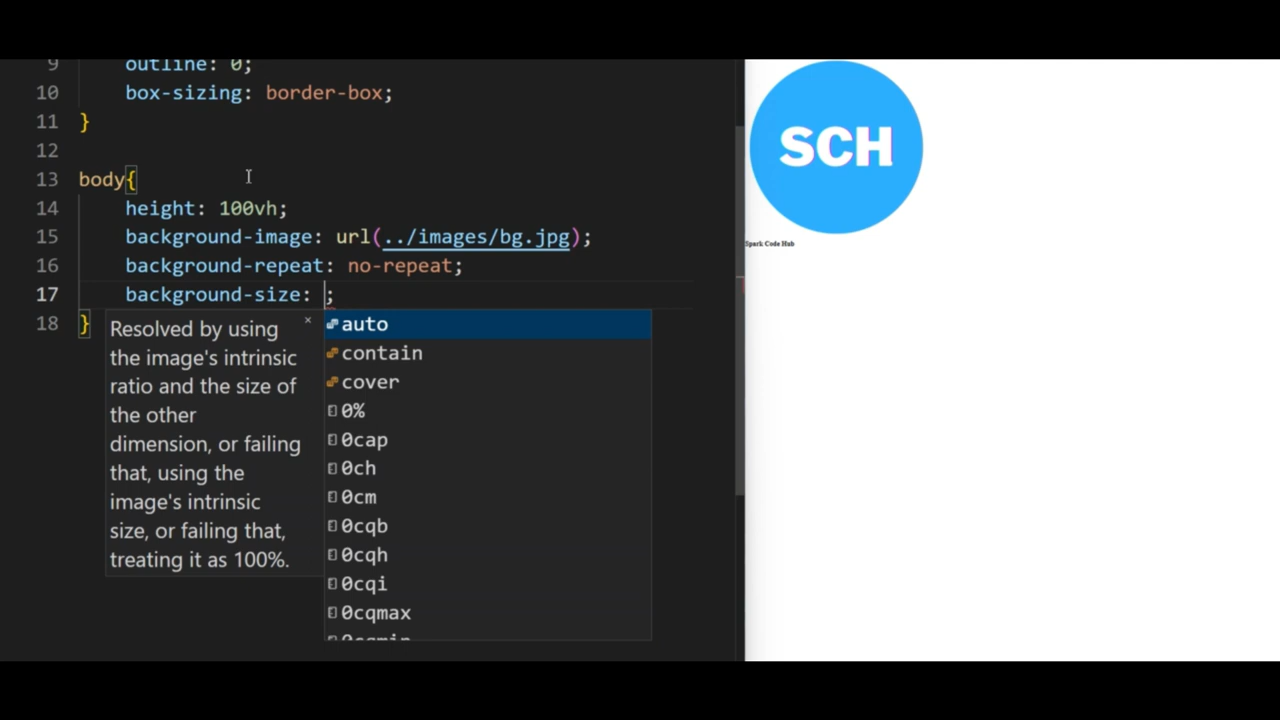 9 outline: 0;
10 box-sizing: border-box;
11 }
12
13 body{
14 height: 100vh;
15 background-image: url(../images/bg.jpg);
16 background-repeat: no-repeat;
17 background-size: ;
18 }
Resolved by using
the image's intrinsic
ratio and the size of
the other
dimension, or failing
that, using the
image's intrinsic
size, or failing that,
treating it as 100%.
×
auto
contain
cover
0%
0cap
0ch
0cm
0cqb
0cqh
0cqi
0cqmax
0cqmin
SCH
Spark Code Hub